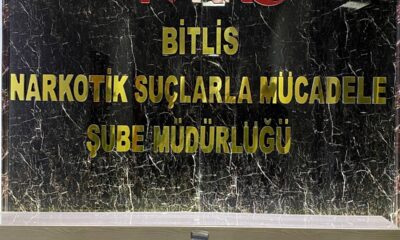 BİTLİS
NARKOTİK SUÇLARLA MÜCADELE
ŞUBE MÜDÜRLÜĞÜ